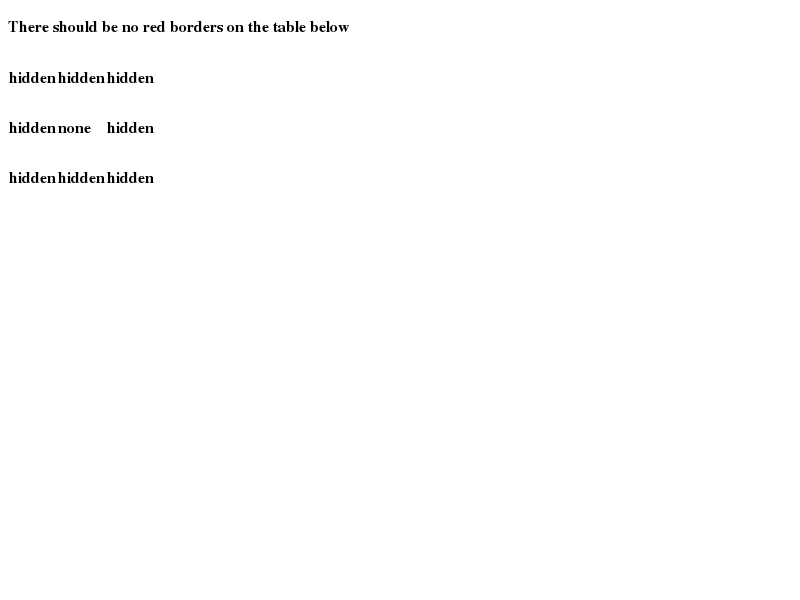 There should be no red borders on the table below
hidden hidden hidden
hidden none hidden
hidden hidden hidden